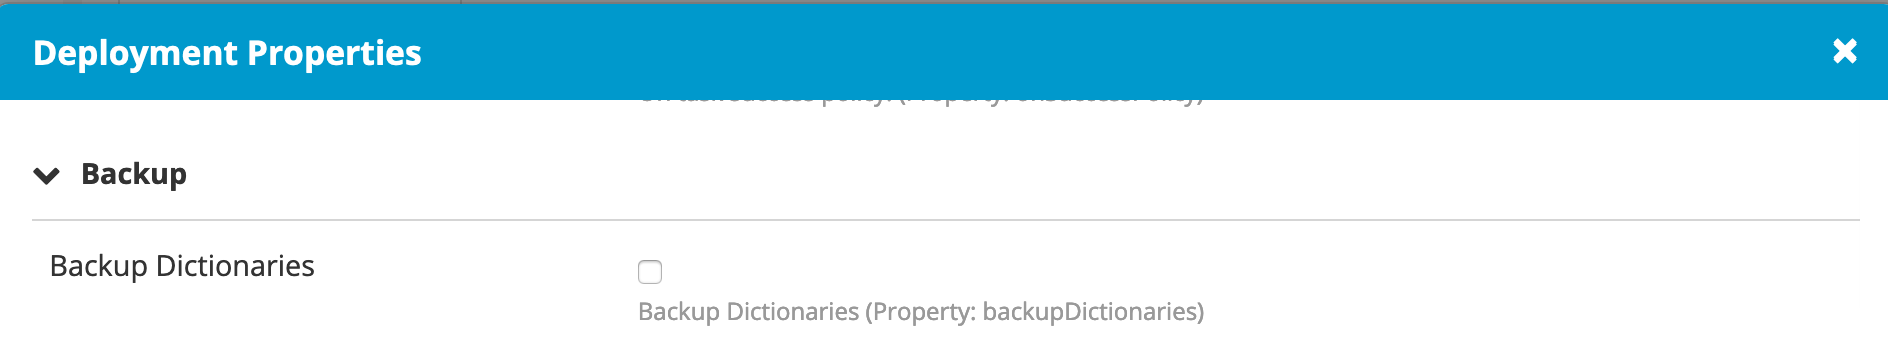 Deployment Properties
Backup
Backup Dictionaries
Backup Dictionaries (Property: backupDictionaries)